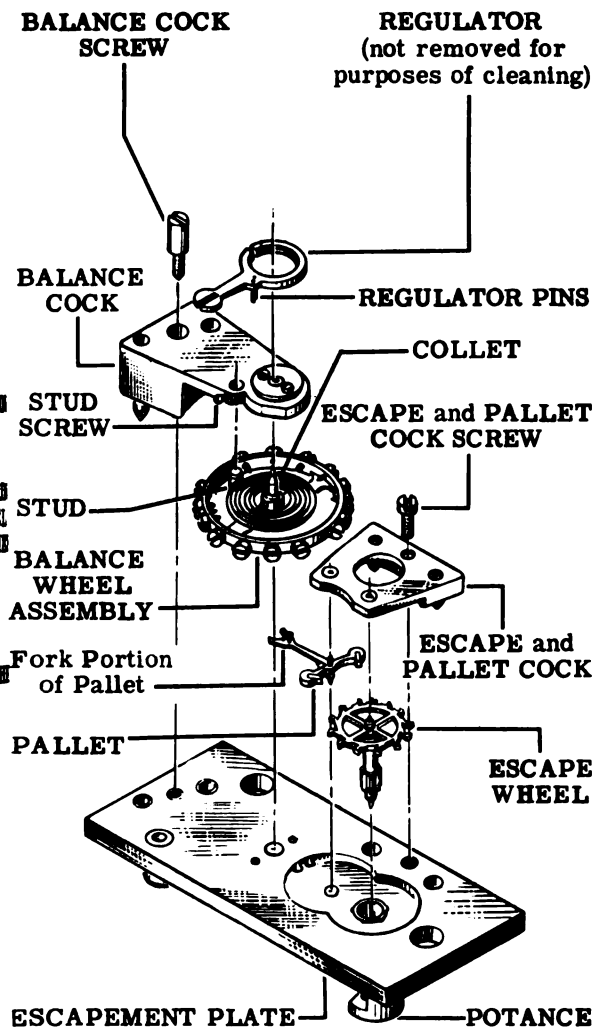 BALANCE COCK
SCREW
REGULATOR
(not removed for
purposes of cleaning)
BALANCE
COCK
REGULATOR PINS
COLLET
STUD
SCREW
ESCAPE and PALLET
COCK SCREW
STUD
BALANCE
WHEEL
ASSEMBLY
ESCAPE and
PALLET COCK
Fork Portion
of Pallet
PALLET
ESCAPE
WHEEL
ESCAPEMENT PLATE
POTANCE